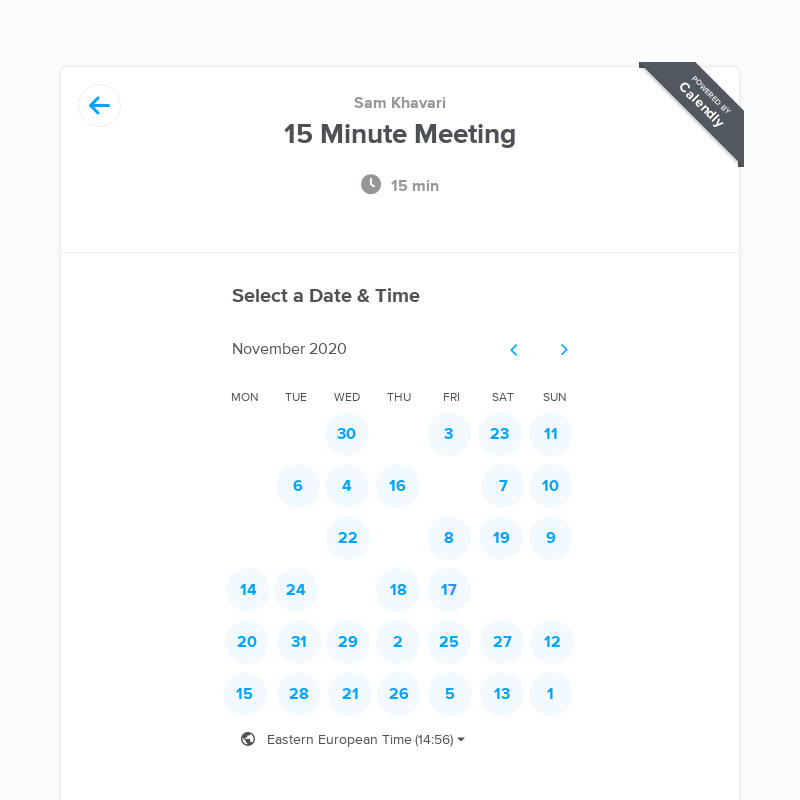 Sam Khavari
15 Minute Meeting
15 min
POWERED BY
Calendly
Select a Date & Time
November 2020
MON TUE WED THU FRI SAT SUN
30 3 23 11
6 4 16 7 10
22 8 19 9
14 24 18 17
20 31 29 2 25 27 12
15 28 21 26 5 13 1
Eastern European Time (14:56)